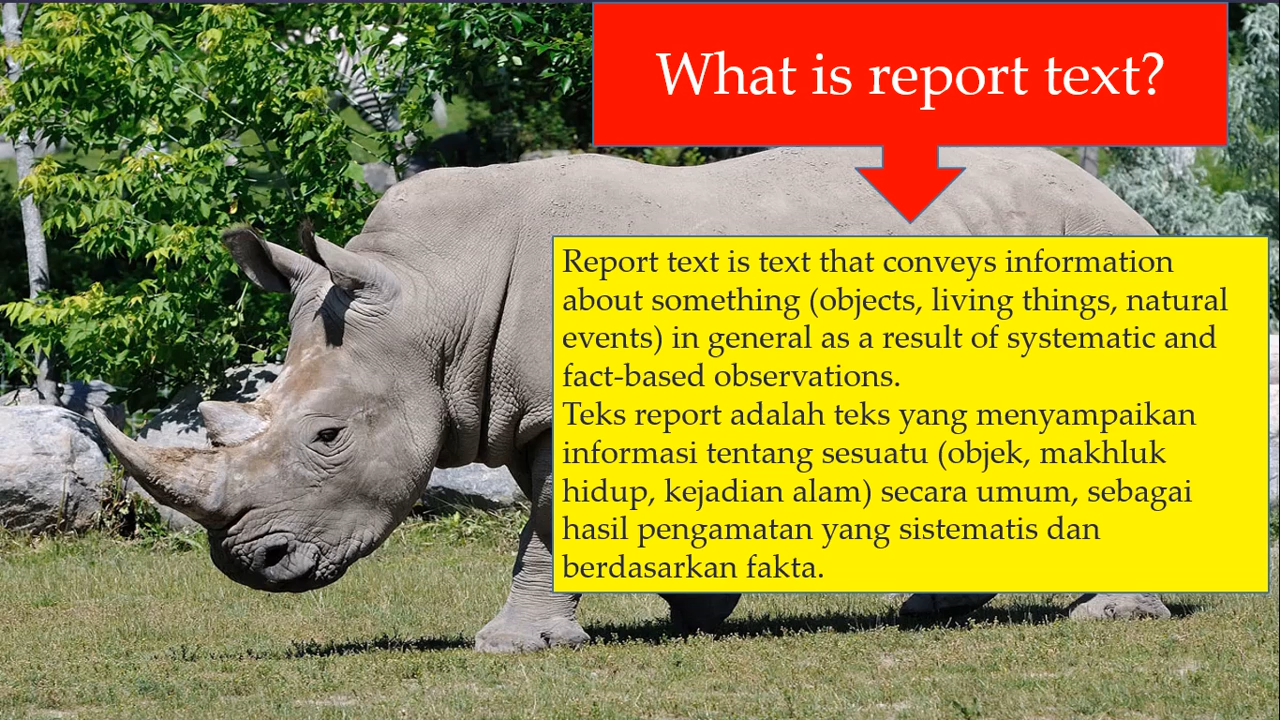 What is report text?
Report text is text that conveys information
about something (objects, living things, natural
events) in general as a result of systematic and
fact-based observations.
Teks report adalah teks yang menyampaikan
informasi tentang sesuatu (objek, makhluk
hidup, kejadian alam) secara umum, sebagai
hasil pengamatan yang sistematis dan
berdasarkan fakta.